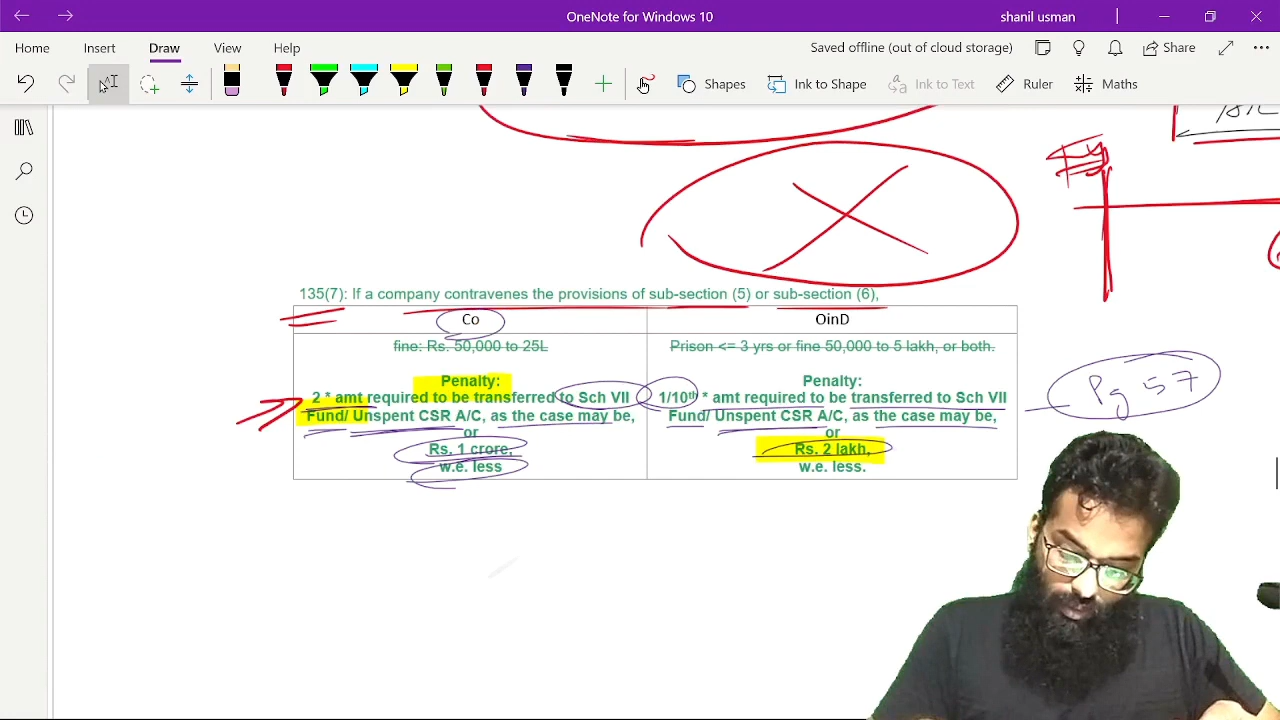 OneNote for Windows 10
shanil usman
Home Insert Draw View Help
Saved offline (out of cloud storage)
Share
Shapes
Ink to Shape
Ink to Text
Ruler
Maths
135(7): If a company contravenes the provisions of sub-section (5) or sub-section (6),
Co
OinD
fine: Rs. 50,000 to 25L
Prison <= 3 yrs or fine 50,000 to 5 lakh, or both.
Penalty:
2 * amt required to be transferred to Sch VII
Fund/ Unspent CSR A/C, as the case may be,
or
Rs. 1 crore,
w.e. less
Penalty:
1/10th * amt required to be transferred to Sch VII
Fund/ Unspent CSR A/C, as the case may be,
or
Rs. 2 lakh,
w.e. less.
Pg 57